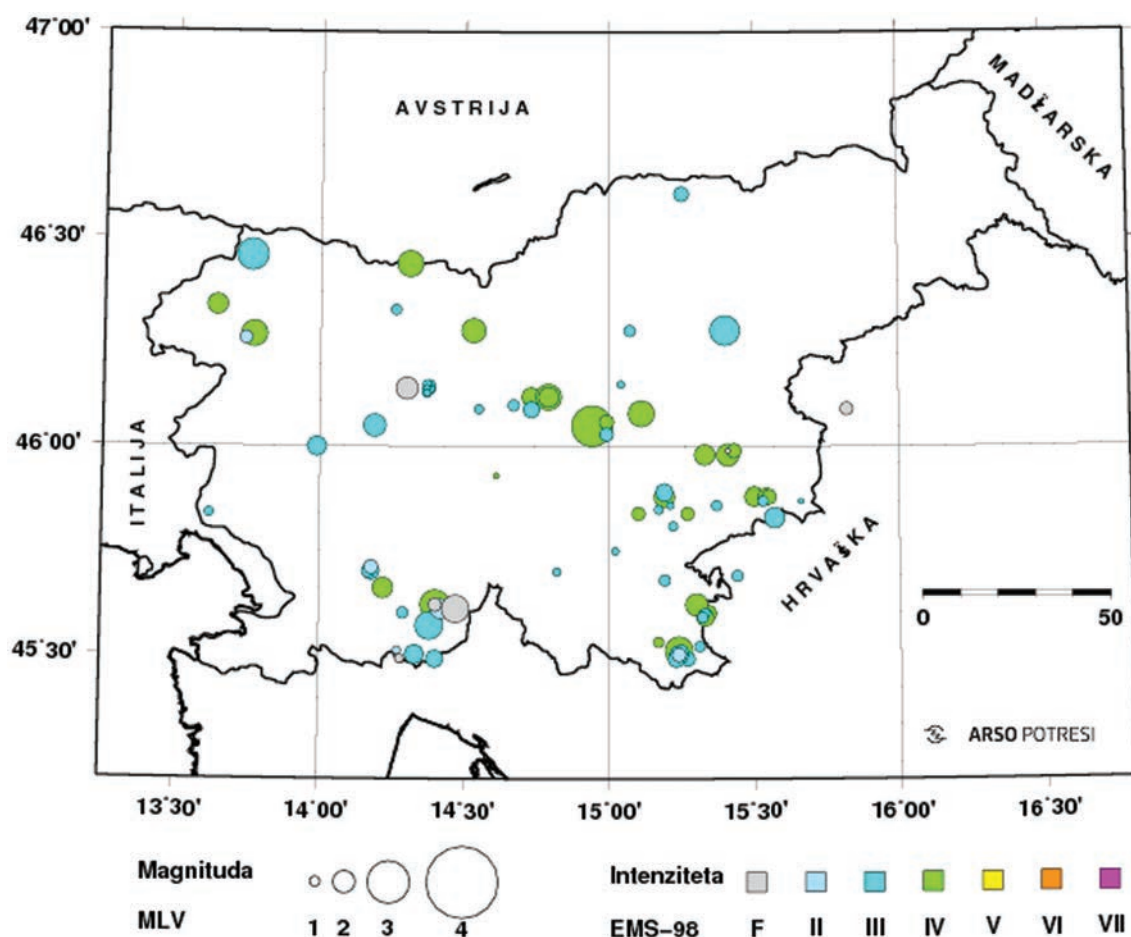 47°00'
AVSTRIJA
MADŽARSKA
46°30'
46°00'
ITALIJA
HRVAŠKA
0 50
45°30'
ARSO POTRESI
13°30' 14°00' 14°30' 15°00' 15°30' 16°00' 16°30'
Magnituda
MLV 1 2 3 4
Intenziteta
EMS-98 F II III IV V VI VII